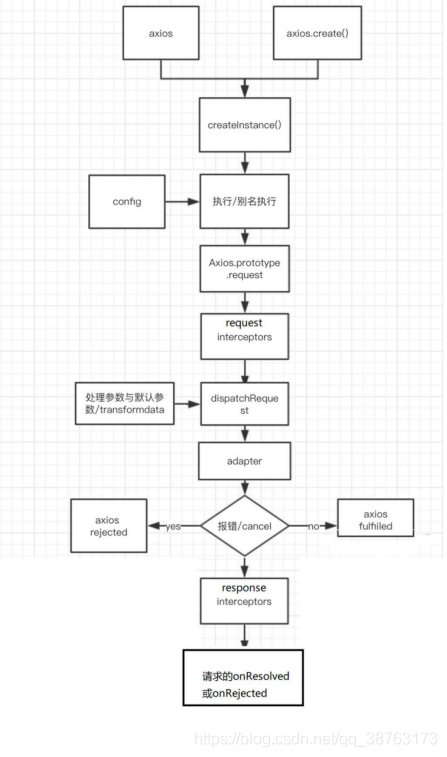 axios
axios.create()
createInstance()
config
执行/别名执行
Axios.prototype
.request
request
interceptors
处理参数与默认参
数/transformdata
dispatchReque
st
adapter
axios
rejected
yes
报错/cancel
no
axios
fulfiiled
response
interceptors
请求的onResolved
或onRejected
https://blog.csdn.net/qq_38763173